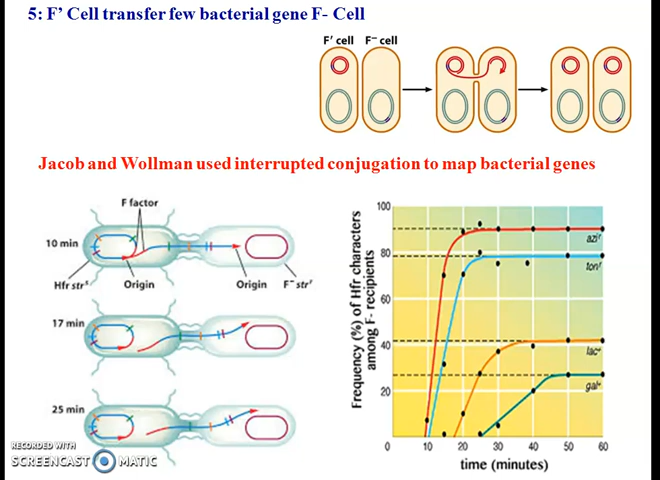 5: F’ Cell transfer few bacterial gene F- Cell
F′ cell F⁻ cell
Jacob and Wollman used interrupted conjugation to map bacterial genes
F factor
10 min
Hfr strˢ
Origin
Origin
F⁻ strʳ
17 min
25 min
Frequency (%) of Hfr characters
among F- recipients
100
80
60
40
20
0 10 20 30 40 50 60
time (minutes)
aziʳ
tonʳ
lac⁺
gal⁺
RECORDED WITH
SCREENCAST MATIC